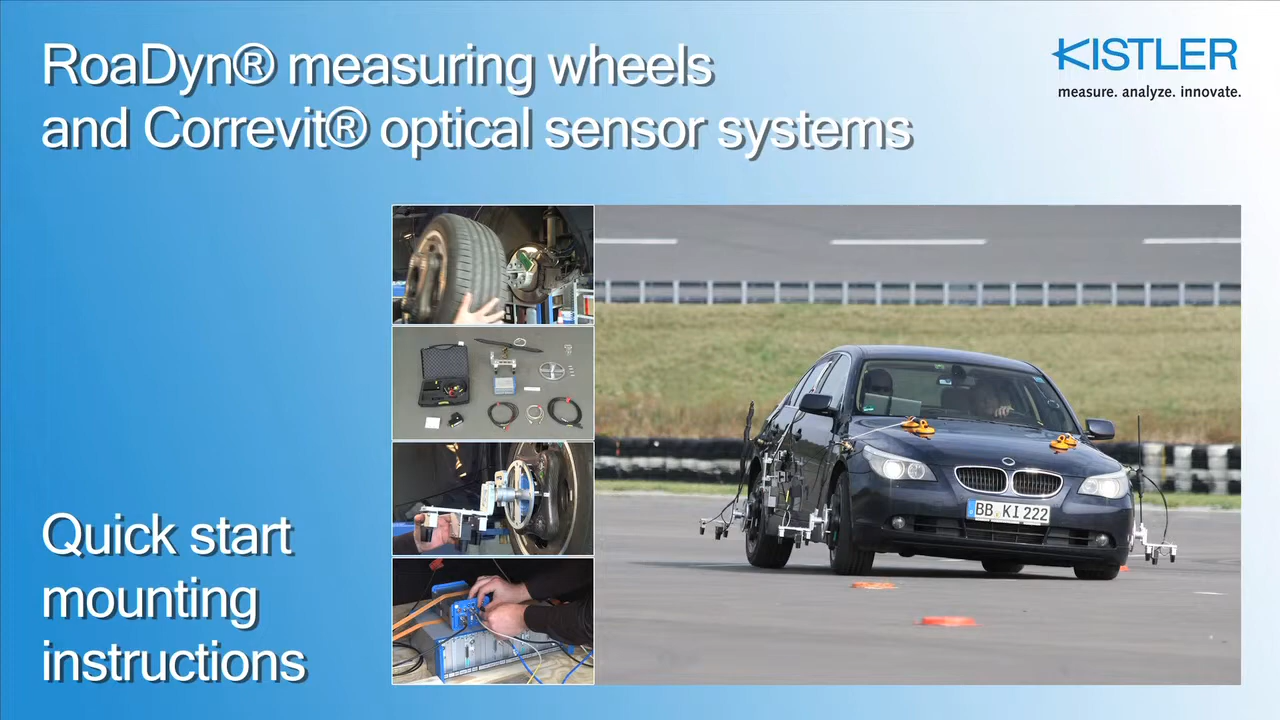 RoaDyn® measuring wheels
and Correvit® optical sensor systems
KISTLER
measure. analyze. innovate.
Quick start
mounting
instructions
BB KI 222